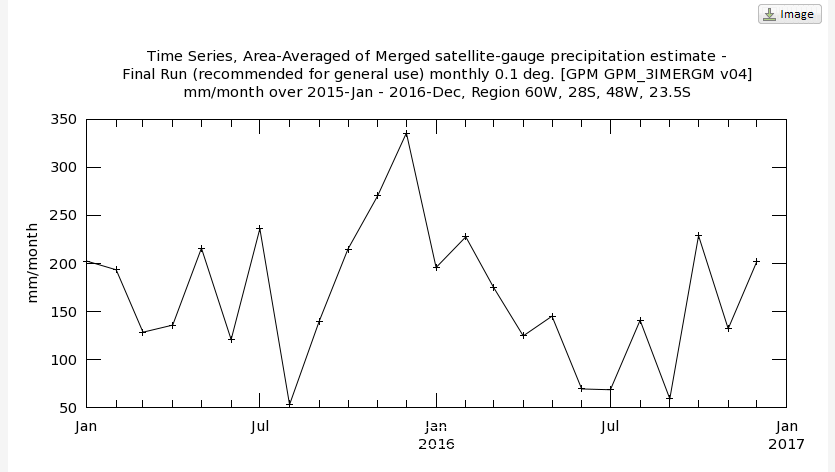 Image
Time Series, Area-Averaged of Merged satellite-gauge precipitation estimate -
Final Run (recommended for general use) monthly 0.1 deg. [GPM GPM_3IMERGM v04]
mm/month over 2015-Jan - 2016-Dec, Region 60W, 28S, 48W, 23.5S
350
300
250
200
150
100
50
mm/month
Jan Jul Jan Jul Jan
2016 2017